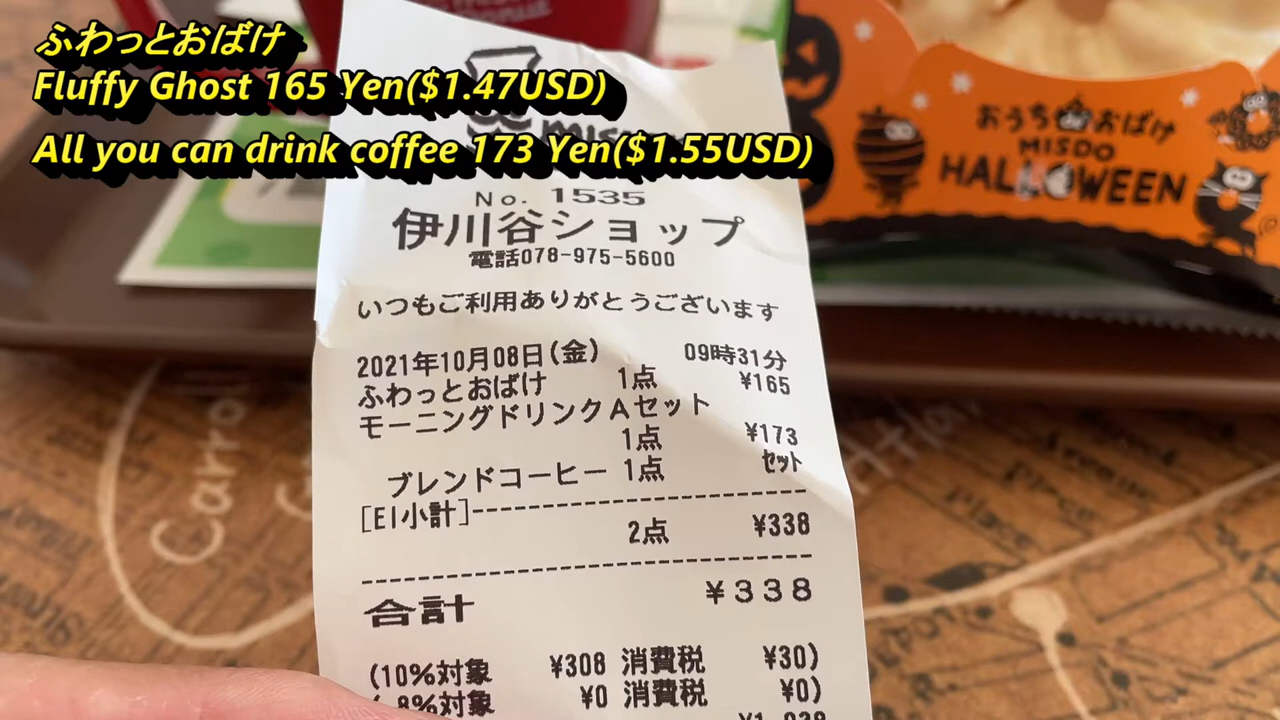 ふわっとおばけ
Fluffy Ghost 165 Yen($1.47USD)
All you can drink coffee 173 Yen($1.55USD)
No. 1535
伊川谷ショップ
電話078-975-5600
いつもご利用ありがとうございます
2021年10月08日(金) 09時31分
ふわっとおばけ 1点 ¥165
モーニングドリンクAセット
1点 ¥173
ブレンドコーヒー 1点 セット
[EI小計]
2点 ¥338
合計 ¥338
(10%対象 ¥308 消費税 ¥30)
8%対象 ¥0 消費税 ¥0)
おうちdeおばけ
MISDO
HALLOWEEN
Carroll